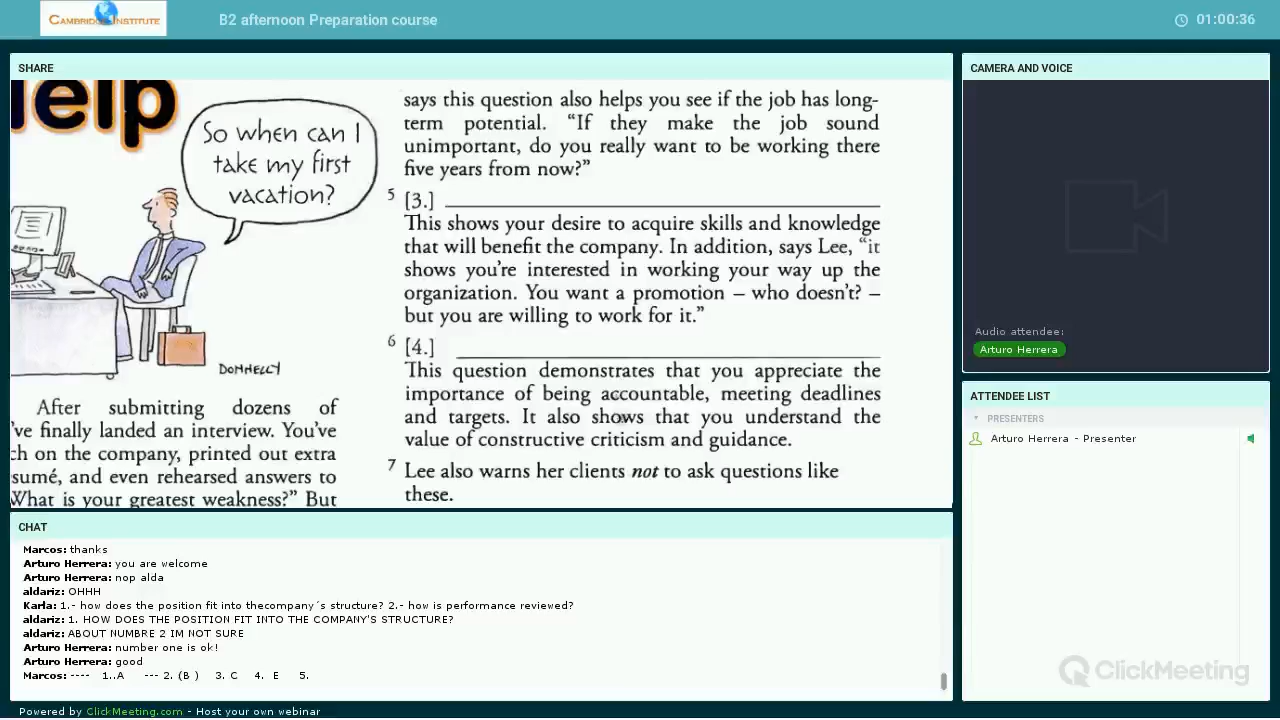 CAMBRIDGE INSTITUTE
B2 afternoon Preparation course
01:00:36
SHARE
Help
So when can I
take my first
vacation?
DONNELLY
After submitting dozens of
've finally landed an interview. You've
ch on the company, printed out extra
sumé, and even rehearsed answers to
What is your greatest weakness?" But
says this question also helps you see if the job has long-
term potential. "If they make the job sound
unimportant, do you really want to be working there
five years from now?"
5 [3.]
This shows your desire to acquire skills and knowledge
that will benefit the company. In addition, says Lee, "it
shows you're interested in working your way up the
organization. You want a promotion – who doesn't? –
but you are willing to work for it."
6 [4.]
This question demonstrates that you appreciate the
importance of being accountable, meeting deadlines
and targets. It also shows that you understand the
value of constructive criticism and guidance.
7 Lee also warns her clients not to ask questions like
these.
CAMERA AND VOICE
Audio attendee:
Arturo Herrera
ATTENDEE LIST
PRESENTERS
Arturo Herrera - Presenter
ClickMeeting
CHAT
Marcos: thanks
Arturo Herrera: you are welcome
Arturo Herrera: nop alda
aldariz: OHHH
Karla: 1.- how does the position fit into thecompany´s structure? 2.- how is performance reviewed?
aldariz: 1. HOW DOES THE POSITION FIT INTO THE COMPANY'S STRUCTURE?
aldariz: ABOUT NUMBRE 2 IM NOT SURE
Arturo Herrera: number one is ok!
Arturo Herrera: good
Marcos: ---- 1..A --- 2. (B ) 3. C 4. E 5.
Powered by ClickMeeting.com - Host your own webinar